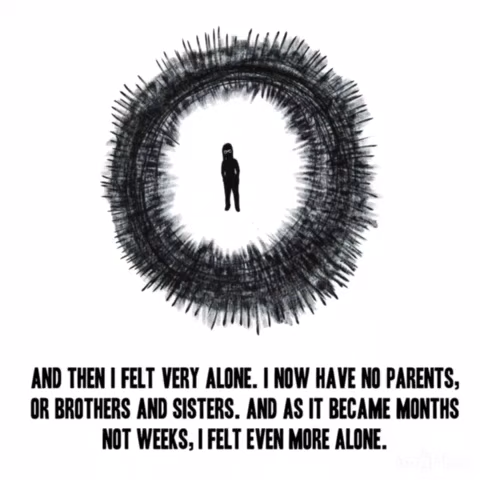 AND THEN I FELT VERY ALONE. I NOW HAVE NO PARENTS,
OR BROTHERS AND SISTERS. AND AS IT BECAME MONTHS
NOT WEEKS, I FELT EVEN MORE ALONE.